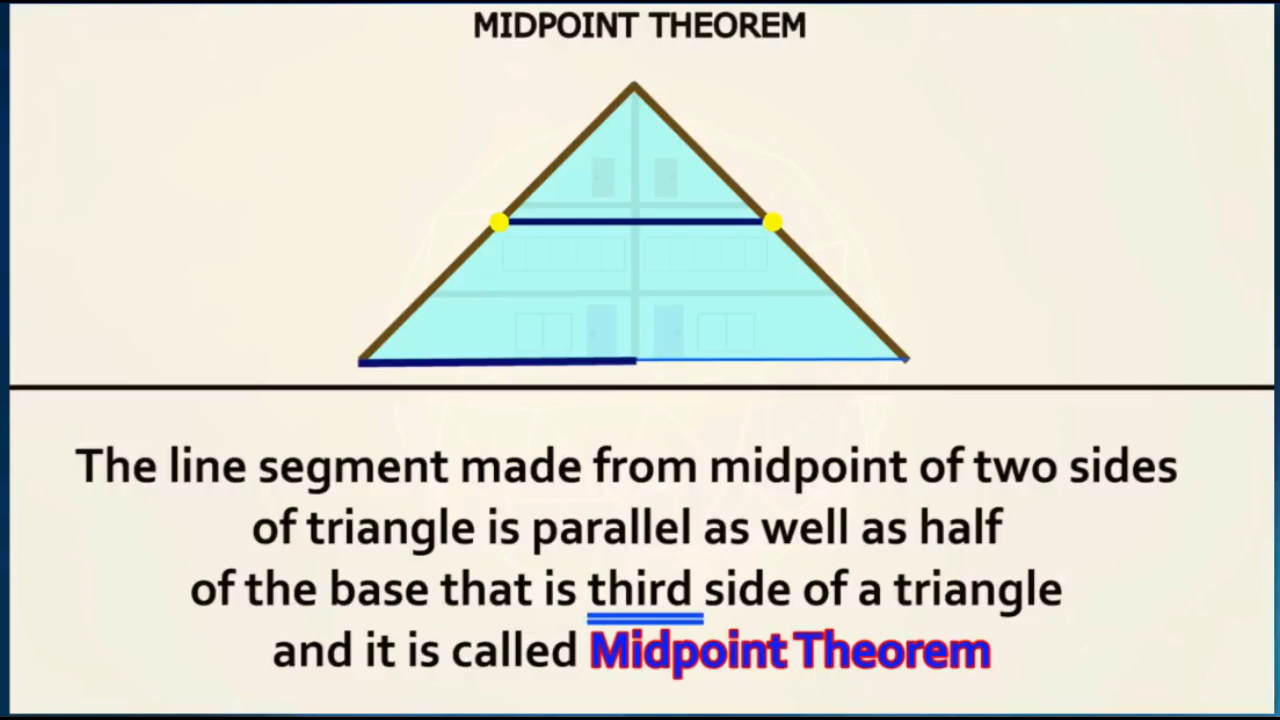 MIDPOINT THEOREM
The line segment made from midpoint of two sides
of triangle is parallel as well as half
of the base that is third side of a triangle
and it is called Midpoint Theorem